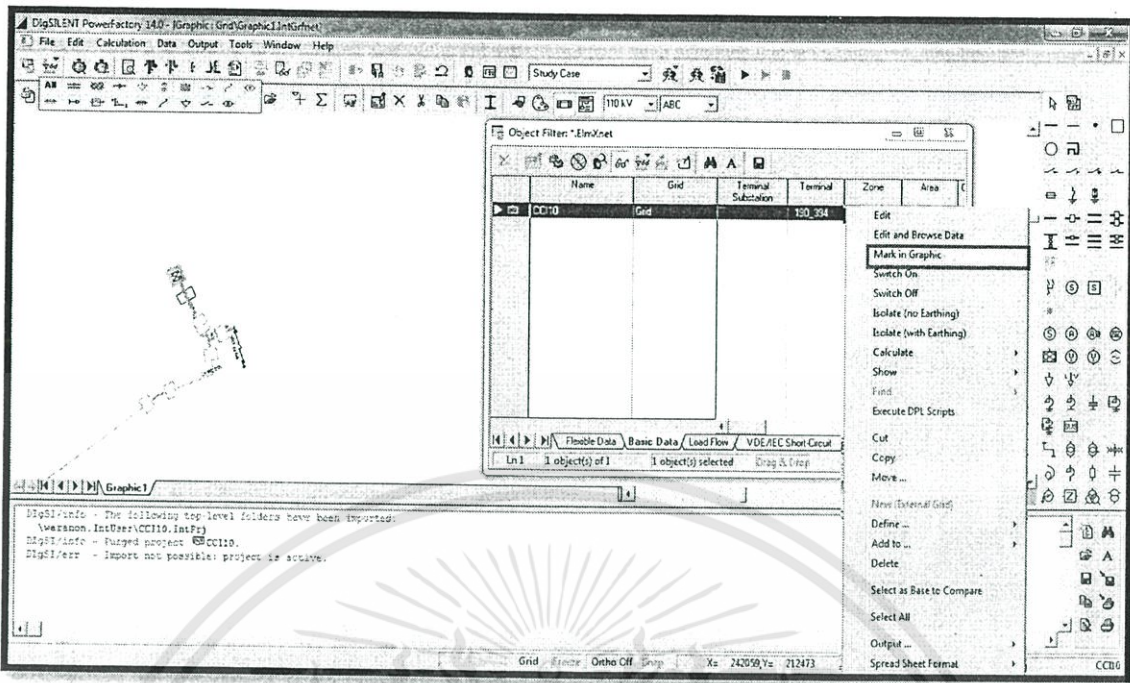 DIgSILENT PowerFactory 14.0 - [Graphic : Grid\Graphic1.IntGrfnet]
File Edit Calculation Data Output Tools Window Help
Study Case
110 kV ABC
Object Filter: *.ElmXnet
Name Grid Terminal Substation Terminal Zone Area
CCI10 Grid 190_394
Edit
Edit and Browse Data
Mark in Graphic
Switch On
Switch Off
Isolate (no Earthing)
Isolate (with Earthing)
Calculate
Show
Find
Execute DPL Scripts
Cut
Copy
Move ...
New (External Grid)
Define ...
Add to ...
Delete
Select as Base to Compare
Select All
Output ...
Spread Sheet Format
Flexible Data Basic Data Load Flow VDE/IEC Short-Circuit
Ln 1 1 object(s) of 1 1 object(s) selected Drag & Drop
Graphic1
DIgSI/info - The following top-level folders have been imported:
\waranon.IntUser\CCI10.IntPrj
DIgSI/info - Purged project CCI10.
DIgSI/err - Import not possible: project is active.
Grid Freeze Ortho Off Snap X= 242059,Y= 212473
CCI10